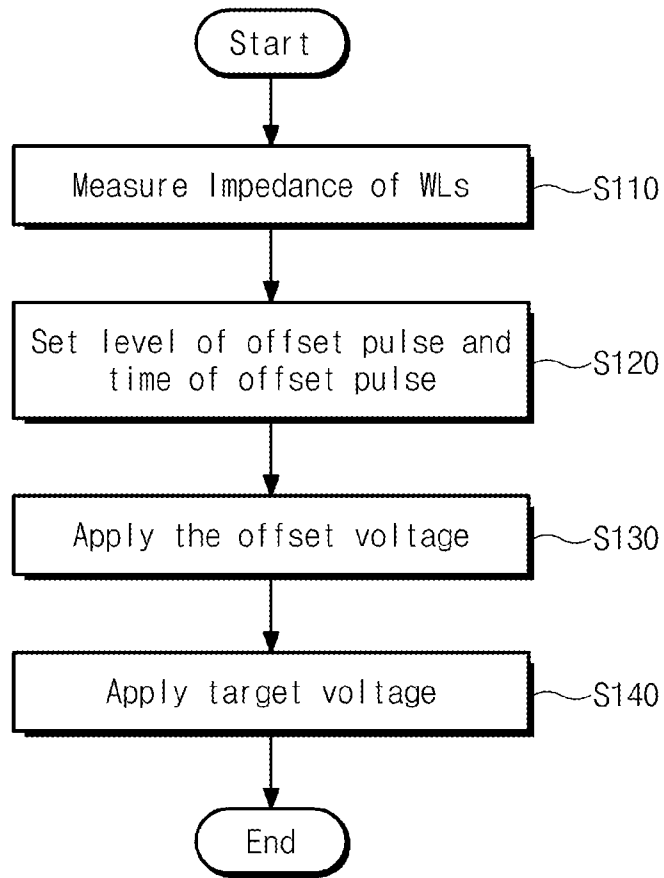 Start
Measure Impedance of WLs
S110
Set level of offset pulse and
time of offset pulse
S120
Apply the offset voltage
S130
Apply target voltage
S140
End